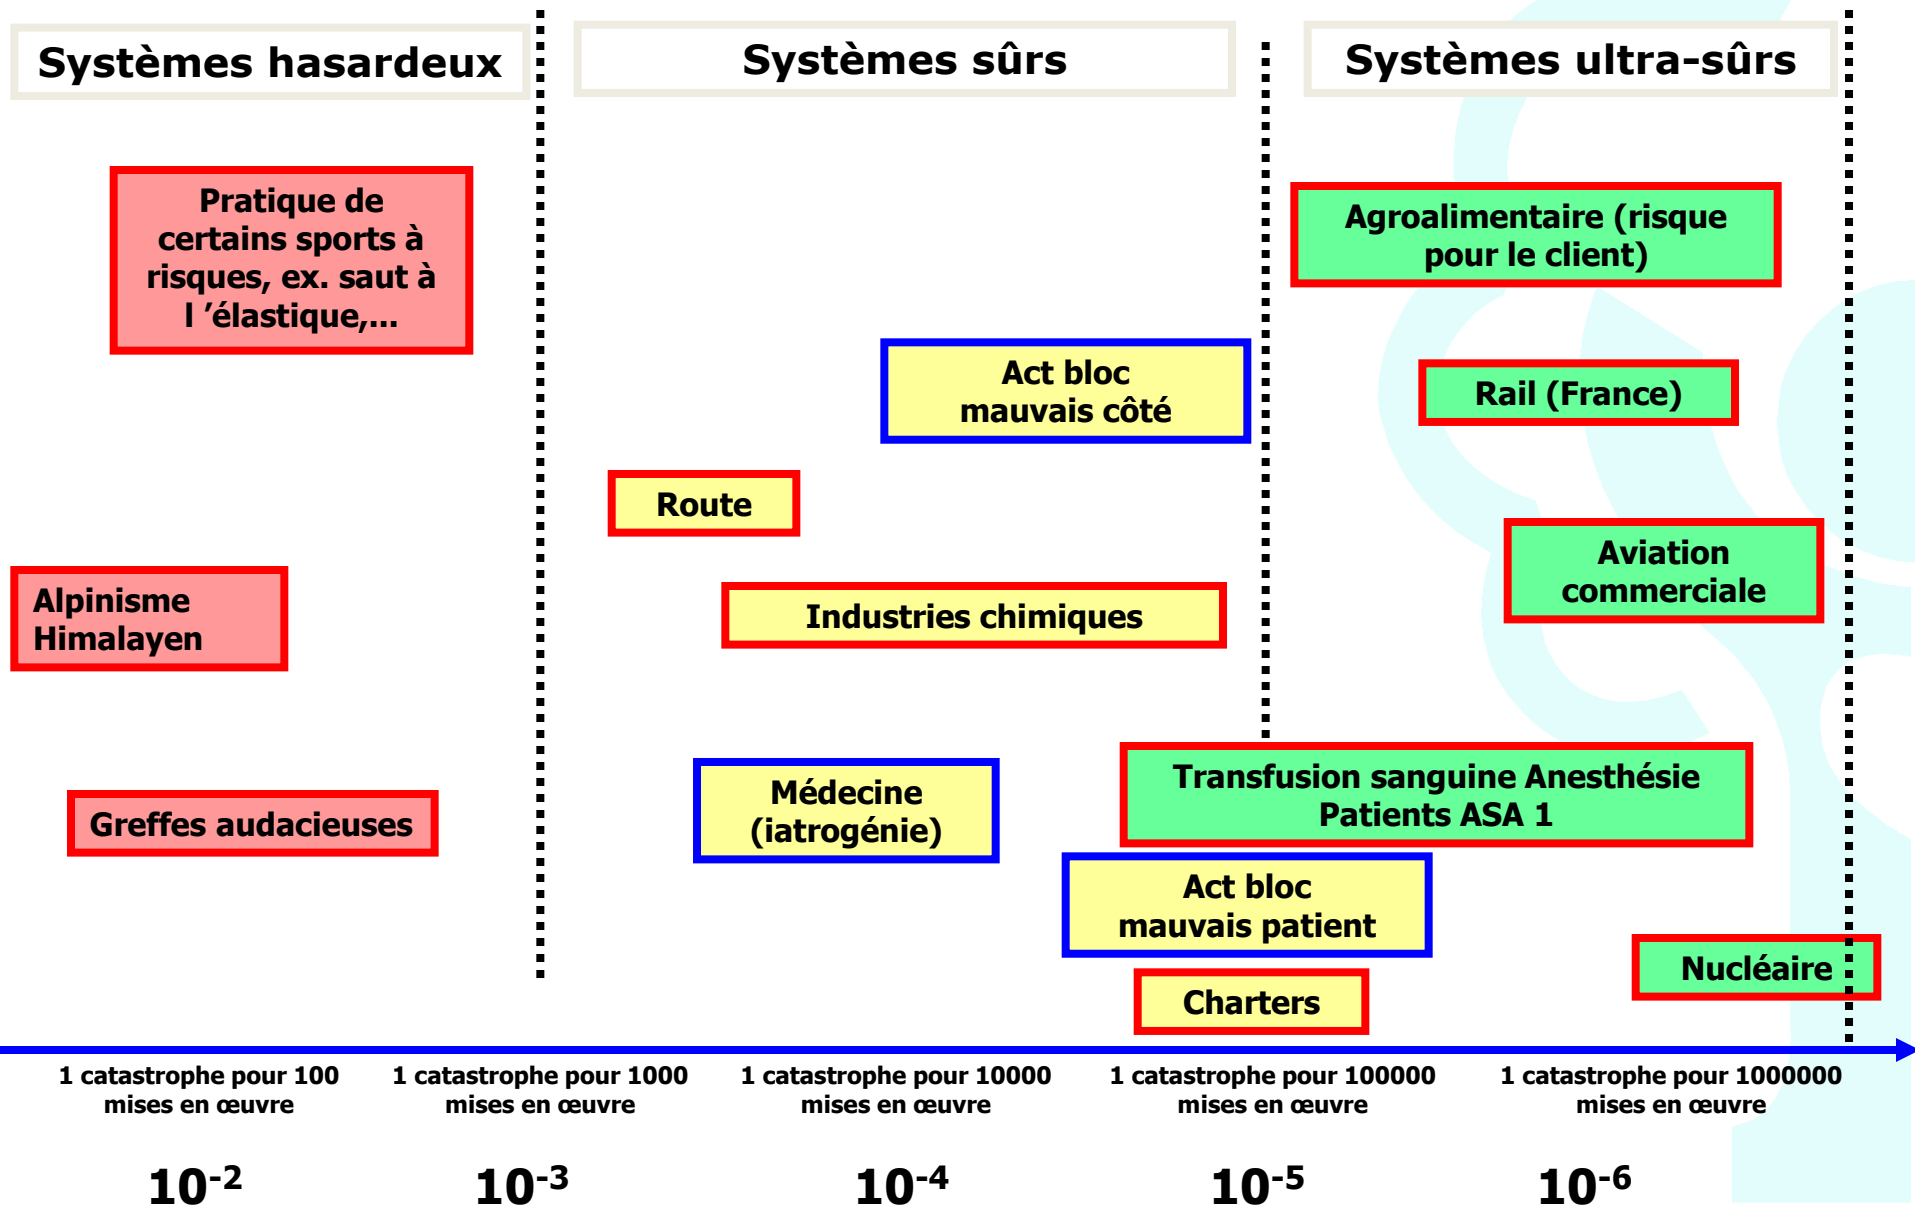 Systèmes hasardeux
Systèmes sûrs
Systèmes ultra-sûrs
Pratique de
certains sports à
risques, ex. saut à
l ’élastique,...
Agroalimentaire (risque
pour le client)
Act bloc
mauvais côté
Rail (France)
Route
Aviation
commerciale
Alpinisme
Himalayen
Industries chimiques
Transfusion sanguine Anesthésie
Patients ASA 1
Médecine
(iatrogénie)
Greffes audacieuses
Act bloc
mauvais patient
Nucléaire
Charters
1 catastrophe pour 100
mises en œuvre
1 catastrophe pour 1000
mises en œuvre
1 catastrophe pour 10000
mises en œuvre
1 catastrophe pour 100000
mises en œuvre
1 catastrophe pour 1000000
mises en œuvre
10⁻²
10⁻³
10⁻⁴
10⁻⁵
10⁻⁶